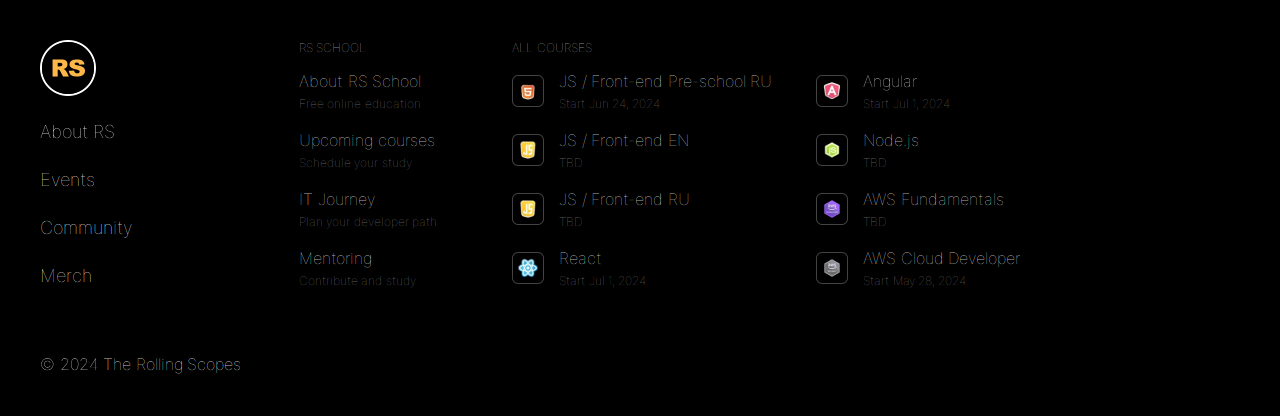 RS
About RS
Events
Community
Merch
© 2024 The Rolling Scopes
RS SCHOOL
About RS School
Free online education
Upcoming courses
Schedule your study
IT Journey
Plan your developer path
Mentoring
Contribute and study
ALL COURSES
JS / Front-end Pre-school RU
Start Jun 24, 2024
JS / Front-end EN
TBD
JS / Front-end RU
TBD
React
Start Jul 1, 2024
Angular
Start Jul 1, 2024
Node.js
TBD
AWS Fundamentals
TBD
AWS Cloud Developer
Start May 28, 2024